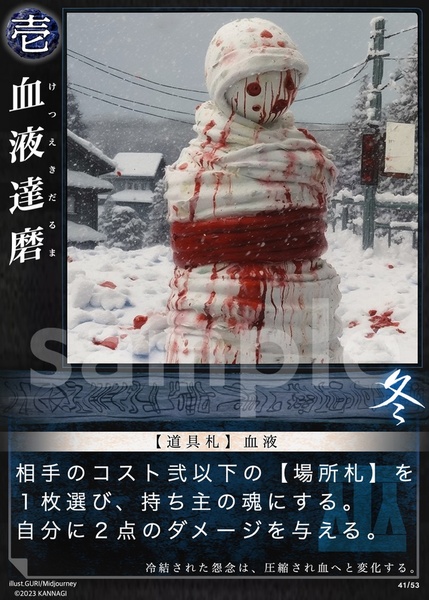 壱
血液達磨
けつえきだるま
sample
冬
【道具札】血液
相手のコスト弐以下の【場所札】を
1枚選び、持ち主の魂にする。
自分に2点のダメージを与える。
冷結された怨念は、圧縮され血へと変化する。
illust.GURI/Midjourney
©2023 KANNAGI
41/53